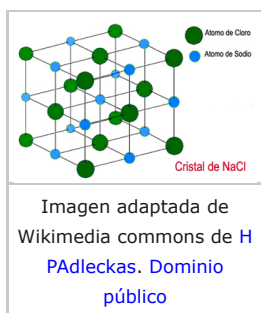 Atomo de Cloro
Atomo de Sodio
Cristal de NaCl
Imagen adaptada de
Wikimedia commons de H
PAdleckas. Dominio
público